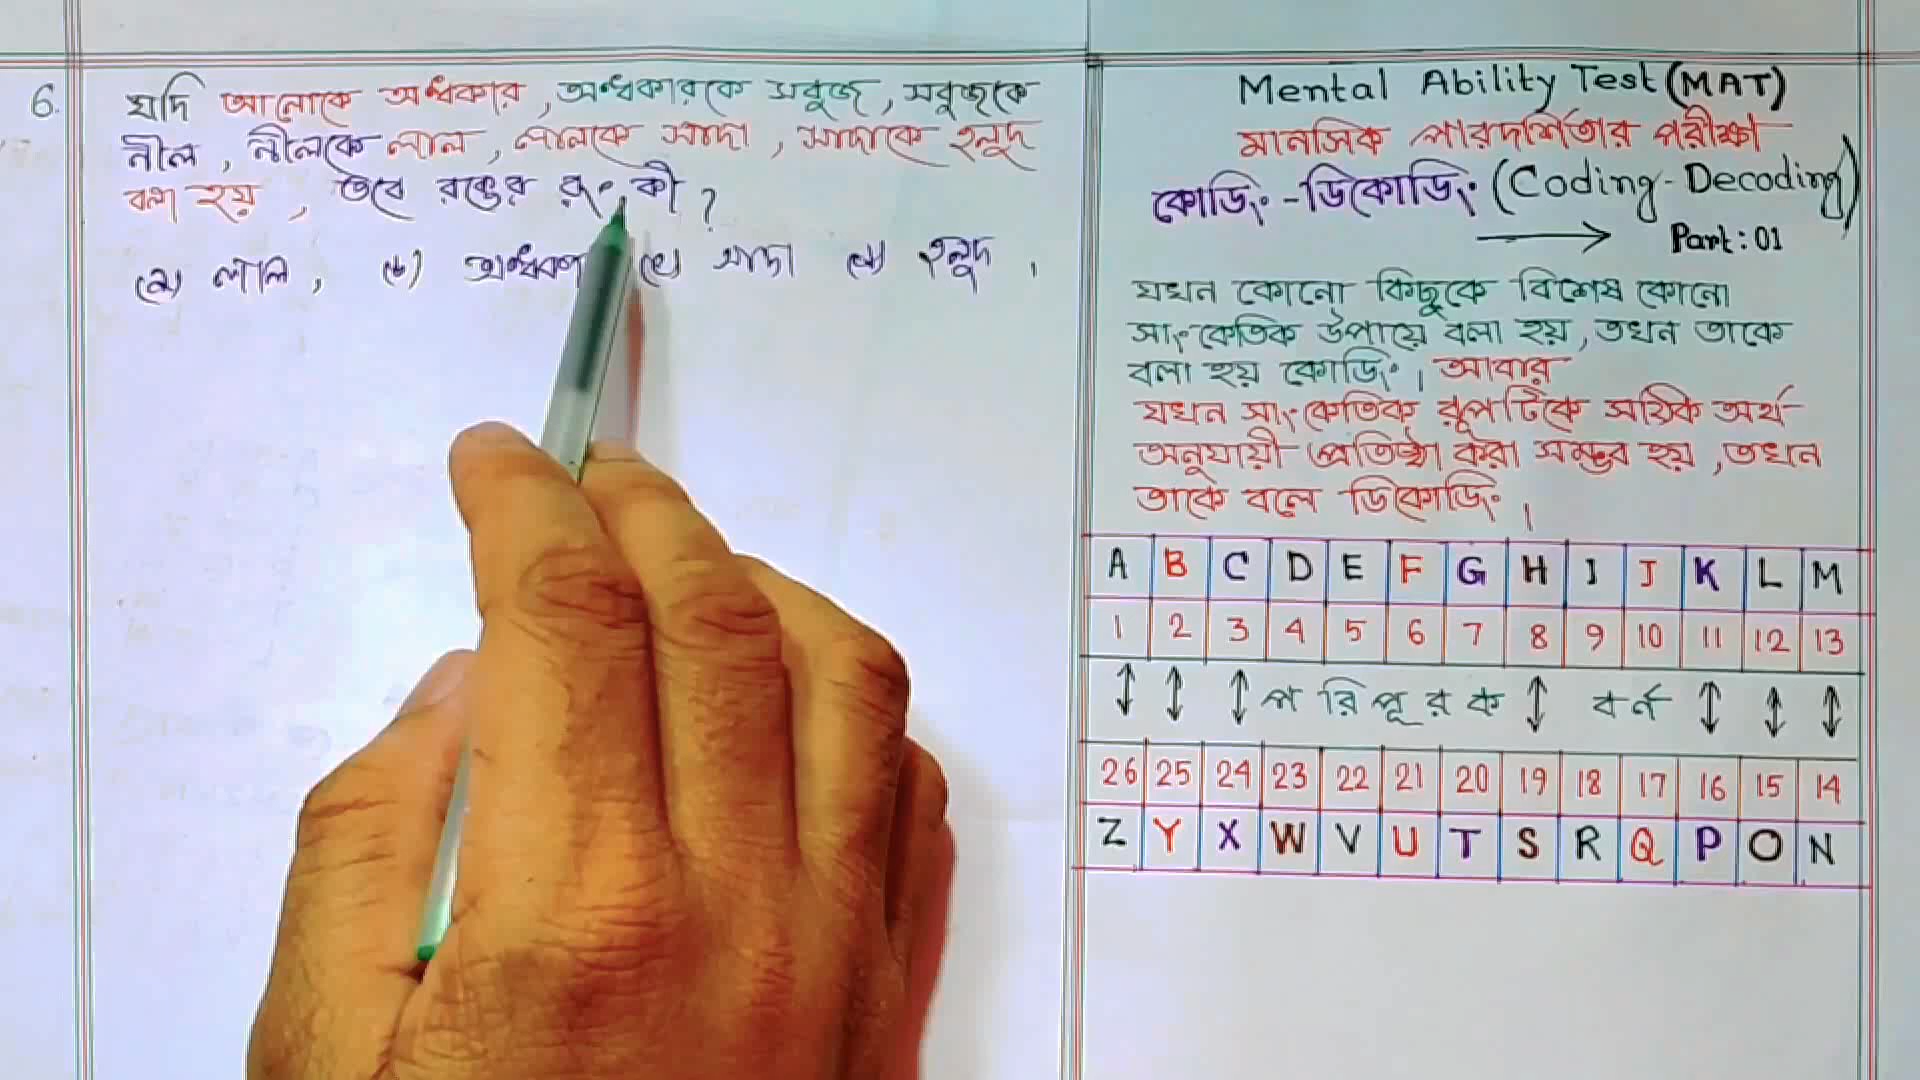 6. যদি আলোকে অন্ধকার, অন্ধকারকে সবুজ, সবুজকে
নীল, নীলকে লাল, লালকে সাদা, সাদাকে হলুদ
বলা হয়, তবে রক্তের রং কী?
লাল, সাদা হলুদ।
Mental Ability Test (MAT)
মানসিক পারদর্শিতার পরীক্ষা
কোডিং-ডিকোডিং (Coding-Decoding)
Part: 01
যখন কোনো কিছুকে বিশেষ কোনো
সাংকেতিক উপায়ে বলা হয়, তখন তাকে
বলা হয় কোডিং। আবার
যখন সাংকেতিক রূপটিকে সঠিক অর্থ
অনুযায়ী প্রতিষ্ঠা করা সম্ভব হয়, তখন
তাকে বলে ডিকোডিং।
A B C D E F G H I J K L M
1 2 3 4 5 6 7 8 9 10 11 12 13
পরিপূরক বর্ন
26 25 24 23 22 21 20 19 18 17 16 15 14
Z Y X W V U T S R Q P O N